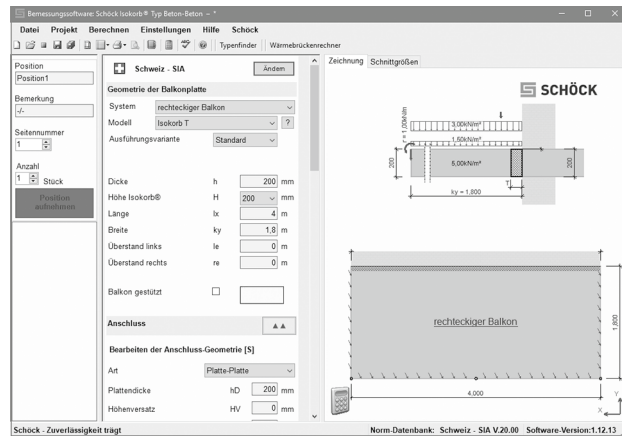 Bemessungssoftware: Schöck Isokorb® Typ Beton-Beton - *
Datei Projekt Berechnen Einstellungen Hilfe Schöck
Typenfinder Wärmebrückenrechner
Position
Position1
Bemerkung
-/-
Seitennummer
1
Anzahl
1 Stück
Position aufnehmen
Schweiz - SIA Ändern
Geometrie der Balkonplatte
System rechteckiger Balkon
Modell Isokorb T ?
Ausführungsvariante Standard
Dicke h 200 mm
Höhe Isokorb® H 200 mm
Länge lx 4 m
Breite ky 1,8 m
Überstand links le 0 m
Überstand rechts re 0 m
Balkon gestützt
Anschluss
Bearbeiten der Anschluss-Geometrie [S]
Art Platte-Platte
Plattendicke hD 200 mm
Höhenversatz HV 0 mm
Zeichnung Schnittgrößen
SCHÖCK
r = 1,00kN/m
3,00kN/m²
1,50kN/m²
200
5,00kN/m²
200
T
ky = 1,800
rechteckiger Balkon
1,800
4,000
Y
X
Schöck - Zuverlässigkeit trägt
Norm-Datenbank: Schweiz - SIA V.20.00 Software-Version:1.12.13